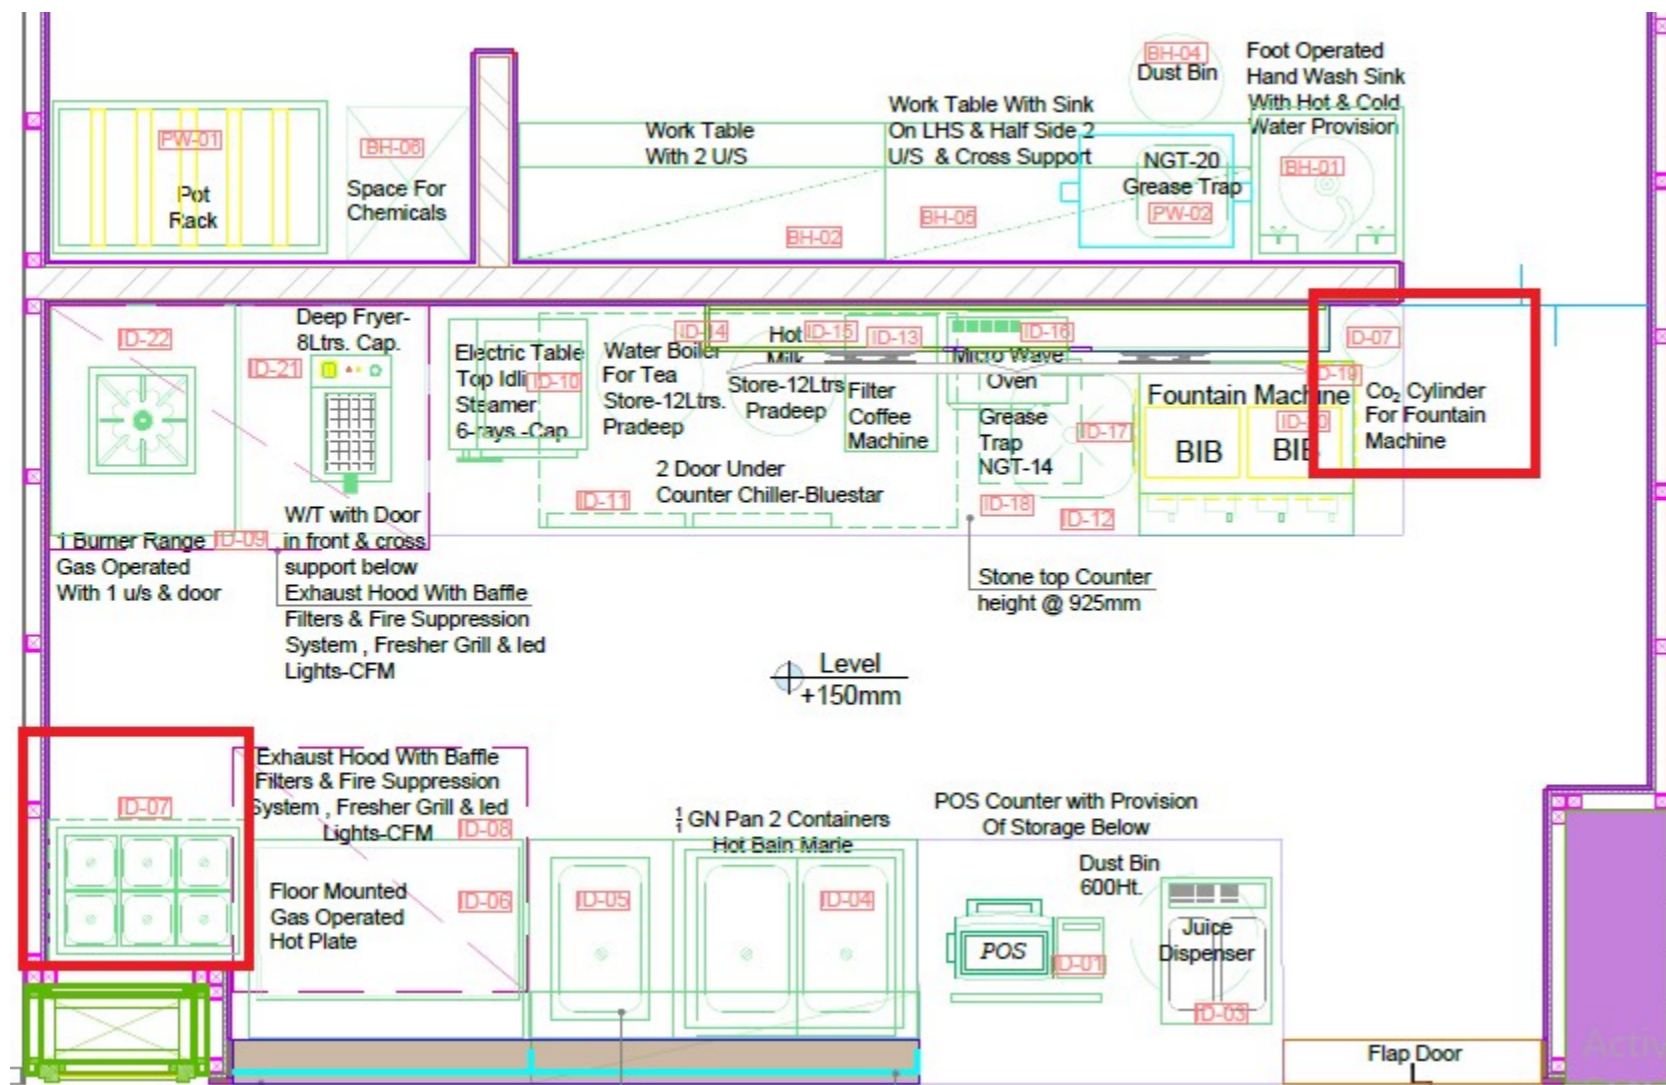 BH-04
Dust Bin
Foot Operated
Hand Wash Sink
With Hot & Cold
Water Provision
BH-01
PW-01
Pot
Rack
BH-06
Space For
Chemicals
Work Table
With 2 U/S
BH-02
Work Table With Sink
On LHS & Half Side 2
U/S & Cross Support
BH-05
NGT-20
Grease Trap
PW-02
ID-22
Deep Fryer-
8Ltrs. Cap.
ID-21
Electric Table
Top Idli
Steamer
6-rays -Cap
ID-10
Water Boiler
For Tea
Store-12Ltrs.
Pradeep
ID-14
Hot
Milk
Store-12Ltrs
Pradeep
ID-15
ID-13
Filter
Coffee
Machine
ID-16
Micro Wave
Oven
Grease
Trap
NGT-14
ID-17
ID-18
ID-12
Fountain Machine
BIB
BIB
ID-20
ID-19
ID-07
Co₂ Cylinder
For Fountain
Machine
2 Door Under
Counter Chiller-Bluestar
ID-11
1 Burner Range
Gas Operated
With 1 u/s & door
ID-09
W/T with Door
in front & cross
support below
Exhaust Hood With Baffle
Filters & Fire Suppression
System , Fresher Grill & led
Lights-CFM
Stone top Counter
height @ 925mm
Level
+150mm
ID-07
Exhaust Hood With Baffle
Filters & Fire Suppression
System , Fresher Grill & led
Lights-CFM
ID-08
Floor Mounted
Gas Operated
Hot Plate
ID-06
ID-05
1/1 GN Pan 2 Containers
Hot Bain Marie
ID-04
POS Counter with Provision
Of Storage Below
POS
ID-01
Dust Bin
600Ht.
Juice
Dispenser
ID-03
Flap Door
L